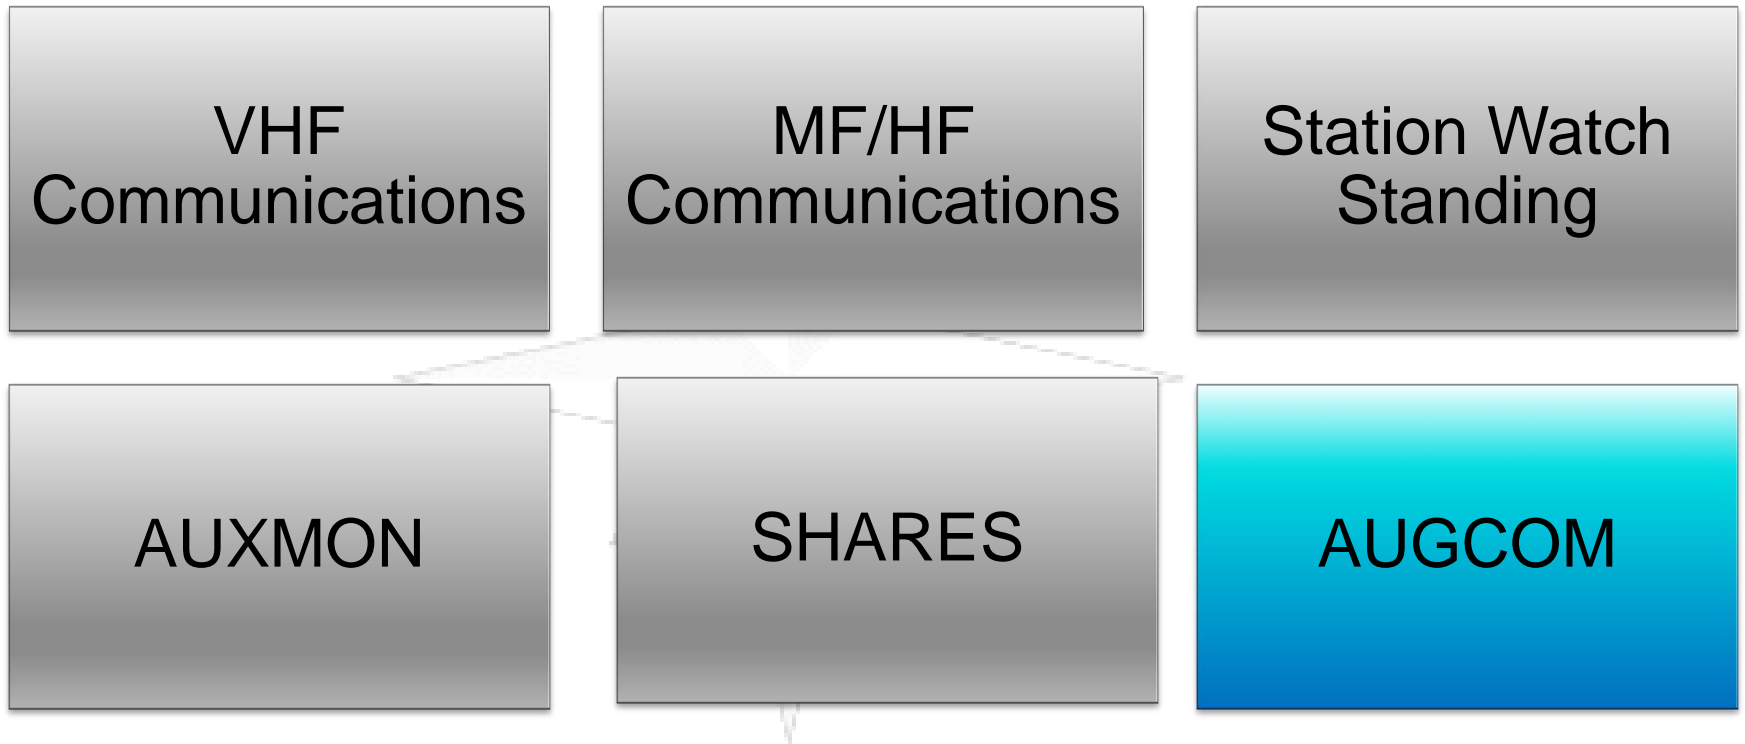 VHF
Communications
MF/HF
Communications
Station Watch
Standing
AUXMON
SHARES
AUGCOM